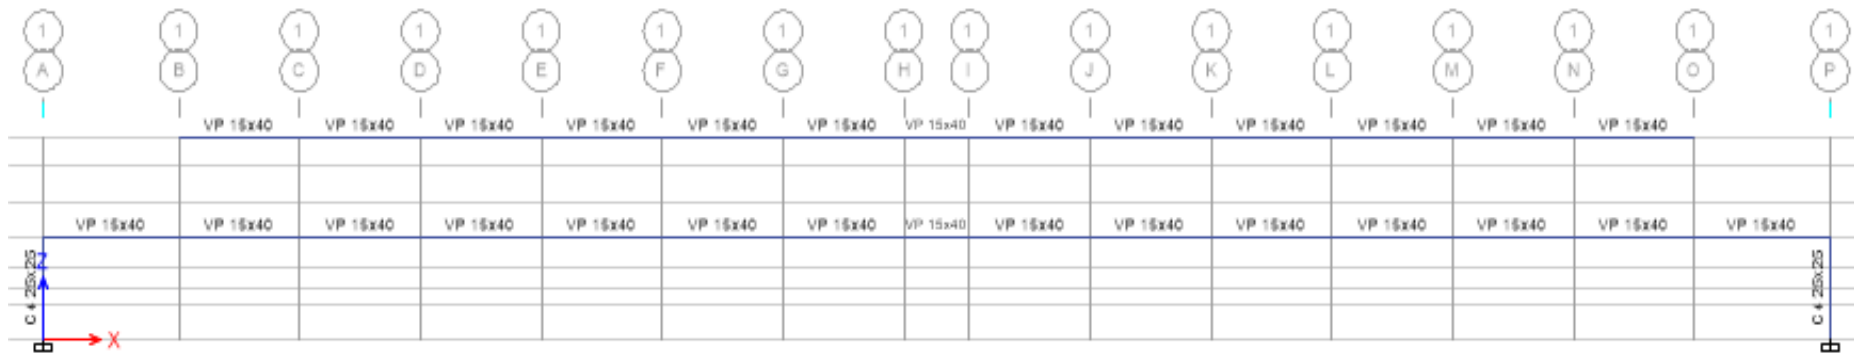 1 1 1 1 1 1 1 1 1 1 1 1 1 1 1 1
A B C D E F G H I J K L M N O P
VP 15x40 VP 15x40 VP 15x40 VP 15x40 VP 15x40 VP 15x40 VP 15x40 VP 15x40 VP 15x40 VP 15x40 VP 15x40 VP 15x40 VP 15x40
VP 15x40 VP 15x40 VP 15x40 VP 15x40 VP 15x40 VP 15x40 VP 15x40 VP 15x40 VP 15x40 VP 15x40 VP 15x40 VP 15x40 VP 15x40 VP 15x40 VP 15x40
C 4 25x25
Z
C 4 25x25
X